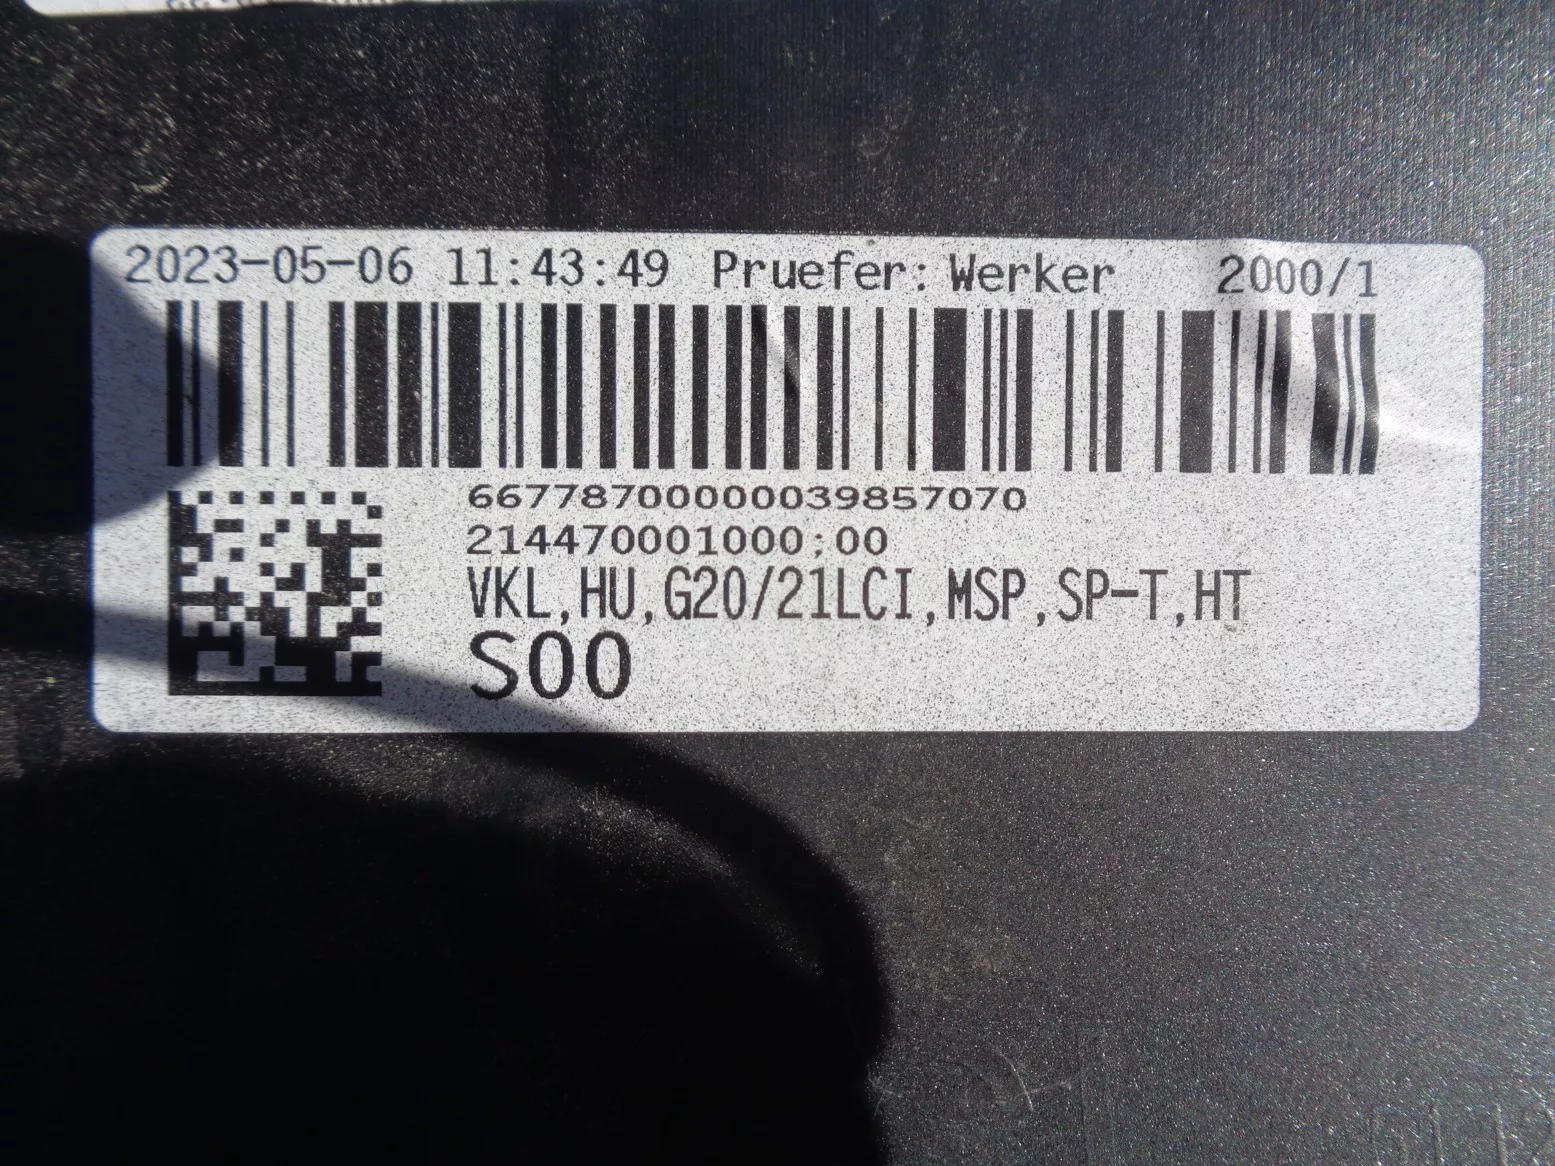 2023-05-06 11:43:49 Pruefer: Werker 2000/1
6677870000039857070
214470001000;00
VKL,HU,G20/21LCI,MSP,SP-T,HT
S00